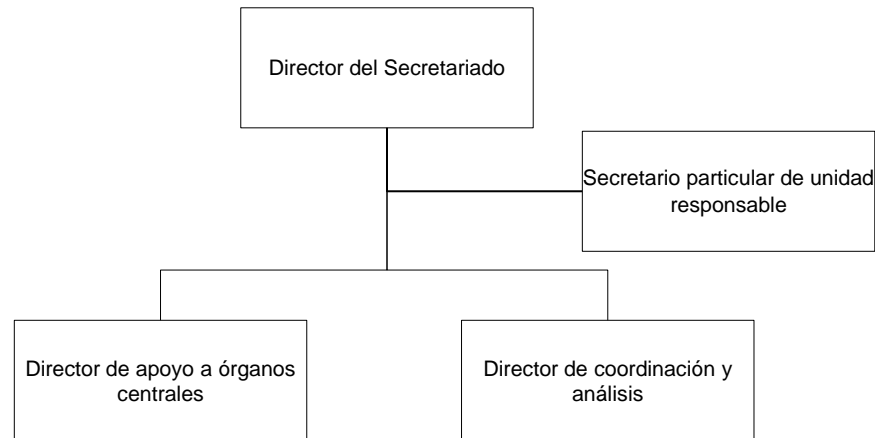 Director del Secretariado
Secretario particular de unidad
responsable
Director de apoyo a órganos
centrales
Director de coordinación y
análisis